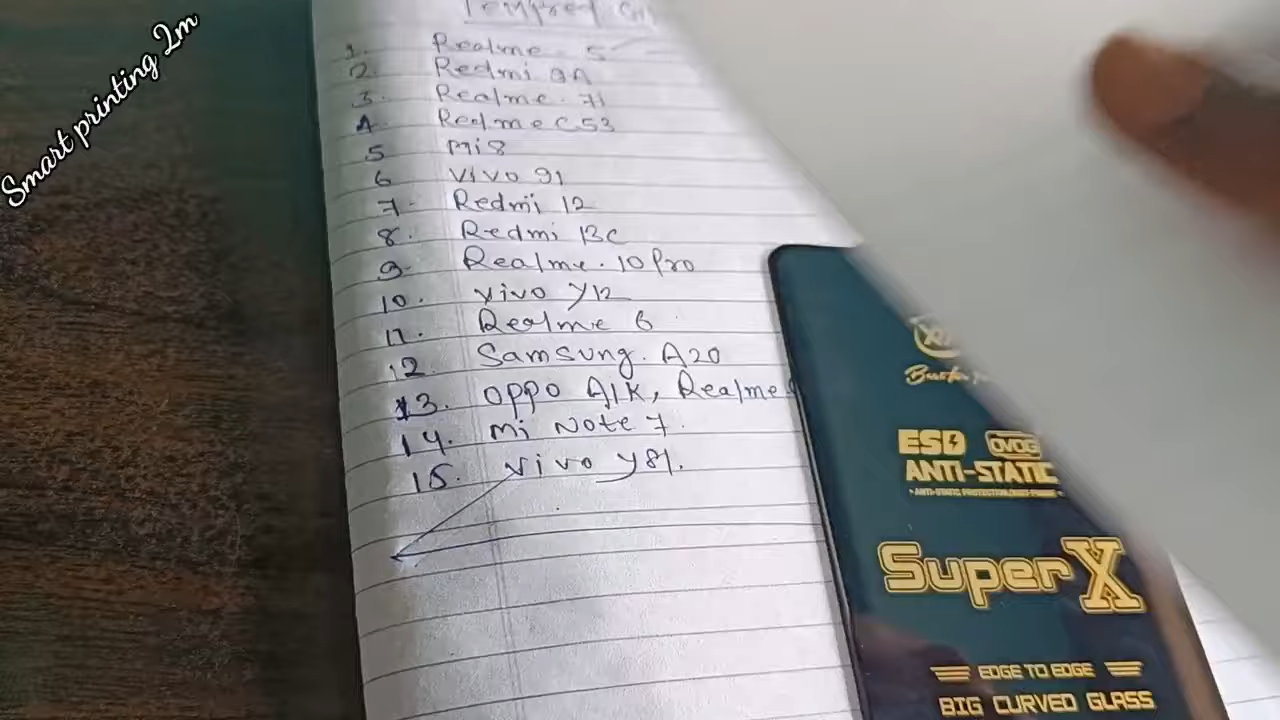 Smart printing 2m
Tempred
1. Realme 5
2. Redmi 9A
3. Realme. 71
4. Realme C53
5 Mi 8
6 Vivo 91
7. Redmi 12
8. Redmi 13C
9 Realme. 10 Pro
10. Vivo Y12
11. Realme 6
12. Samsung. A20
13. OPPO A1K, Realme
14. Mi Note 7.
15. Vivo Y81.
ESD OVOG
ANTI-STATIC
Super X
EDGE TO EDGE
BIG CURVED GLASS